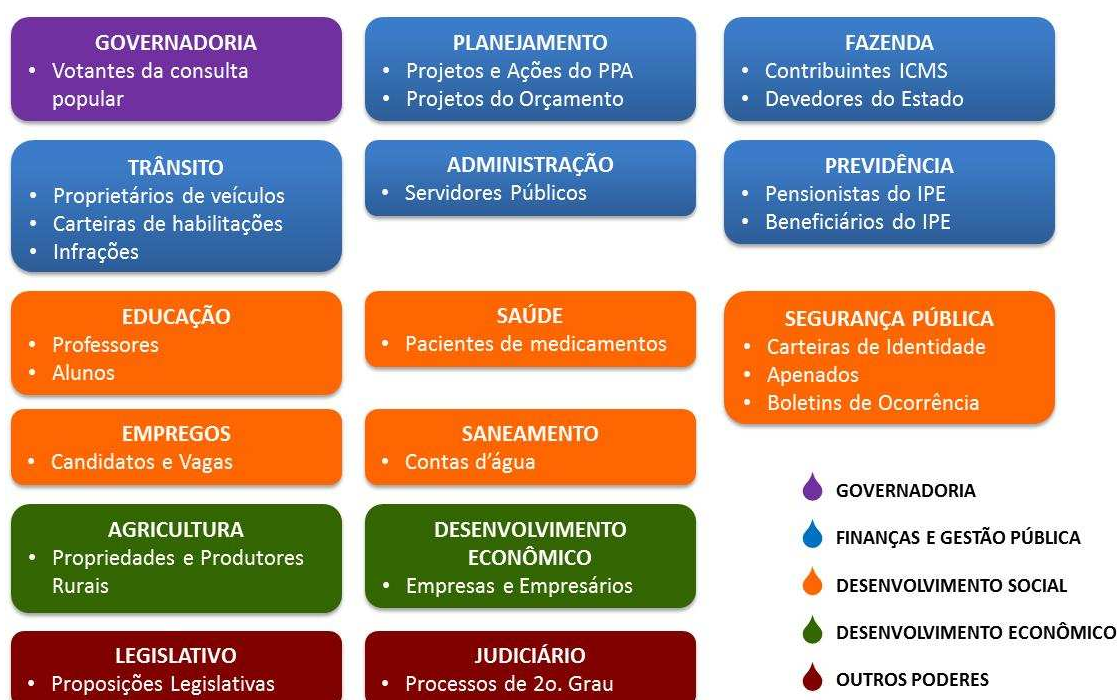 GOVERNADORIA
• Votantes da consulta
popular
PLANEJAMENTO
• Projetos e Ações do PPA
• Projetos do Orçamento
FAZENDA
• Contribuintes ICMS
• Devedores do Estado
TRÂNSITO
• Proprietários de veículos
• Carteiras de habilitações
• Infrações
ADMINISTRAÇÃO
• Servidores Públicos
PREVIDÊNCIA
• Pensionistas do IPE
• Beneficiários do IPE
EDUCAÇÃO
• Professores
• Alunos
SAÚDE
• Pacientes de medicamentos
SEGURANÇA PÚBLICA
• Carteiras de Identidade
• Apenados
• Boletins de Ocorrência
EMPREGOS
• Candidatos e Vagas
SANEAMENTO
• Contas d’água
AGRICULTURA
• Propriedades e Produtores
Rurais
DESENVOLVIMENTO
ECONÔMICO
• Empresas e Empresários
LEGISLATIVO
• Proposições Legislativas
JUDICIÁRIO
• Processos de 2o. Grau
GOVERNADORIA
FINANÇAS E GESTÃO PÚBLICA
DESENVOLVIMENTO SOCIAL
DESENVOLVIMENTO ECONÔMICO
OUTROS PODERES